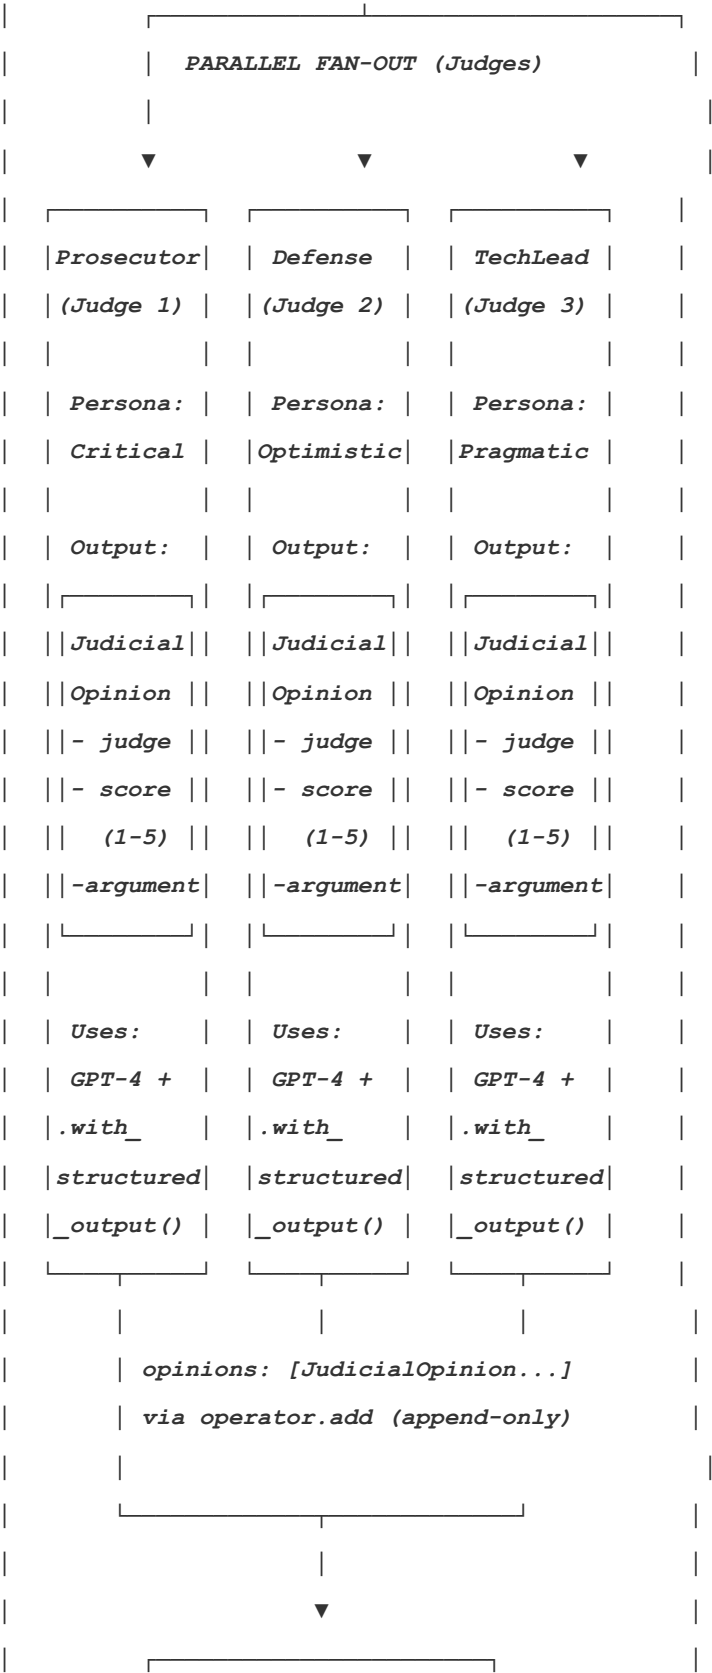 PARALLEL FAN-OUT (Judges)
Prosecutor Defense TechLead
(Judge 1) (Judge 2) (Judge 3)
Persona: Persona: Persona:
Critical Optimistic Pragmatic
Output: Output: Output:
Judicial Judicial Judicial
Opinion Opinion Opinion
- judge - judge - judge
- score - score - score
(1-5) (1-5) (1-5)
-argument -argument -argument
Uses: Uses: Uses:
GPT-4 + GPT-4 + GPT-4 +
.with_ .with_ .with_
structured structured structured
_output() _output() _output()
opinions: [JudicialOpinion...]
via operator.add (append-only)